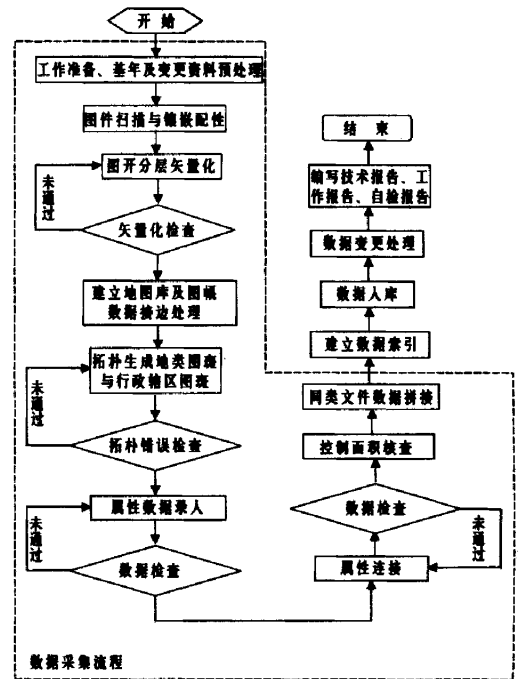 开始
工作准备、基年及变更资料预处理
图件扫描与镶嵌配性
图开分层矢量化
未通过
矢量化检查
建立地图库及图幅
数据接边处理
拓朴生成地类图斑
与行政辖区图斑
未通过
拓朴错误检查
属性数据录人
未通过
数据检查
属性连接
未通过
数据检查
控制面积核查
同类文件数据拼接
建立数据索引
数据人库
数据变更处理
编写技术报告、工
作报告、自检报告
结束
数据采集流程